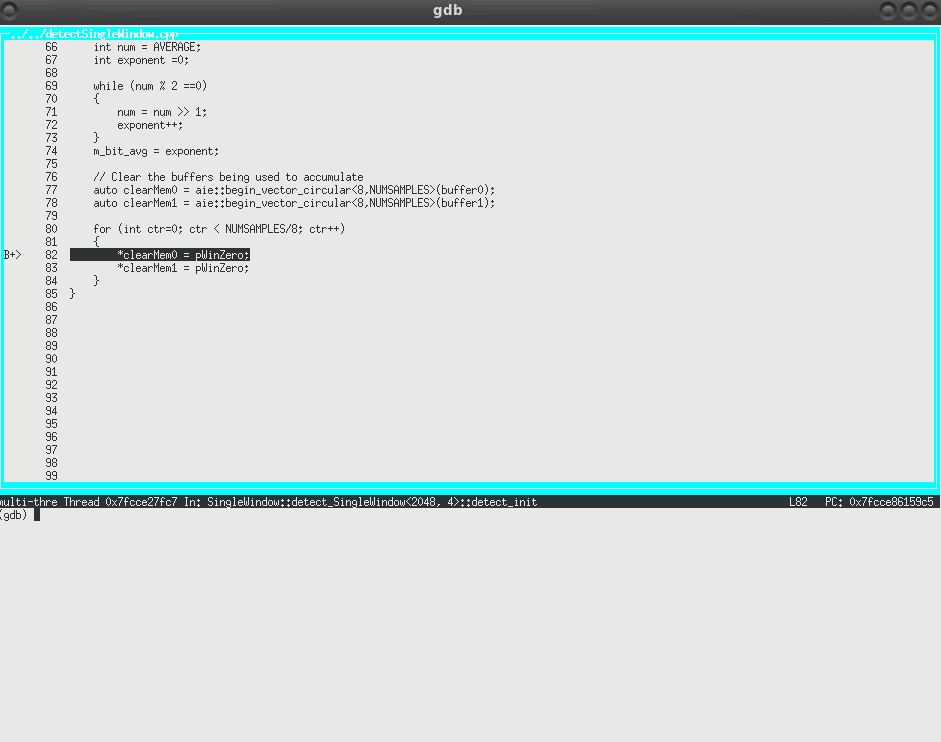 gdb
../../detectSingleWindow.cpp
66 int num = AVERAGE;
67 int exponent =0;
68
69 while (num % 2 ==0)
70 {
71 num = num >> 1;
72 exponent++;
73 }
74 m_bit_avg = exponent;
75
76 // Clear the buffers being used to accumulate
77 auto clearMem0 = aie::begin_vector_circular<8,NUMSAMPLES>(buffer0);
78 auto clearMem1 = aie::begin_vector_circular<8,NUMSAMPLES>(buffer1);
79
80 for (int ctr=0; ctr < NUMSAMPLES/8; ctr++)
81 {
B+> 82 *clearMem0 = pWinZero;
83 *clearMem1 = pWinZero;
84 }
85 }
86
87
88
89
90
91
92
93
94
95
96
97
98
99
multi-thre Thread 0x7fcce27fc7 In: SingleWindow::detect_SingleWindow<2048, 4>::detect_init L82 PC: 0x7fcce86159c5
(gdb)